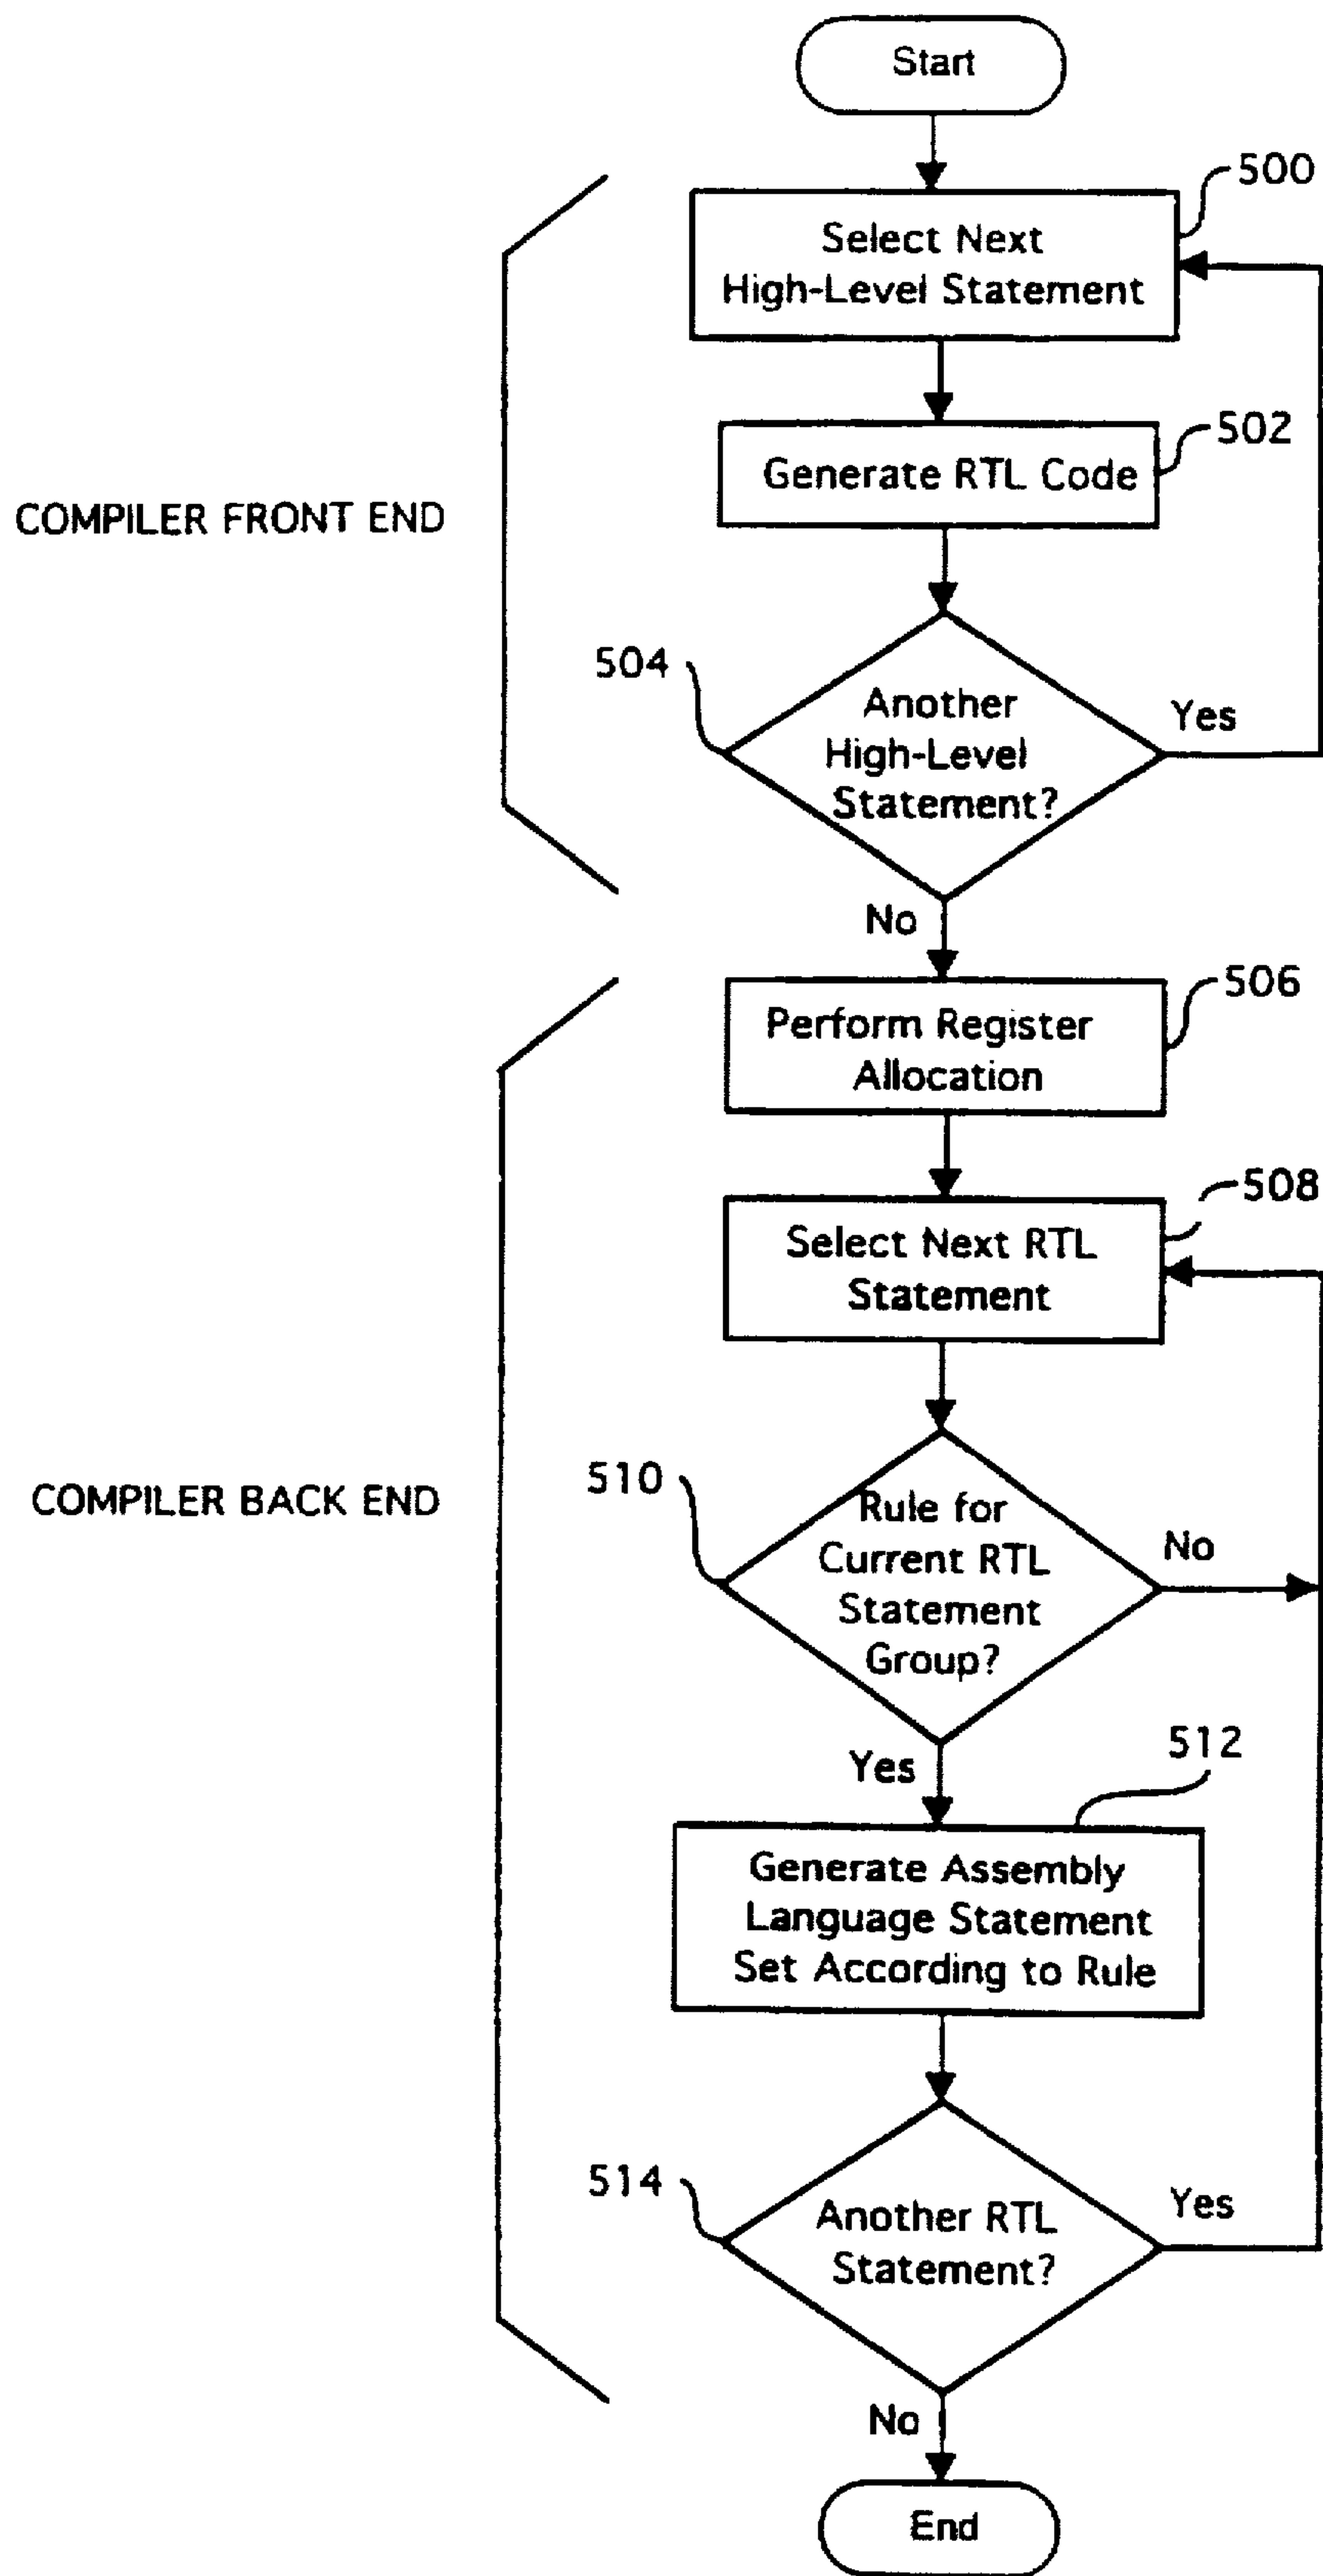 Start
500
Select Next
High-Level Statement
502
Generate RTL Code
COMPILER FRONT END
504
Another
High-Level
Statement?
Yes
No
506
Perform Register
Allocation
508
Select Next RTL
Statement
COMPILER BACK END
510
Rule for
Current RTL
Statement
Group?
No
Yes
512
Generate Assembly
Language Statement
Set According to Rule
514
Another RTL
Statement?
Yes
No
End